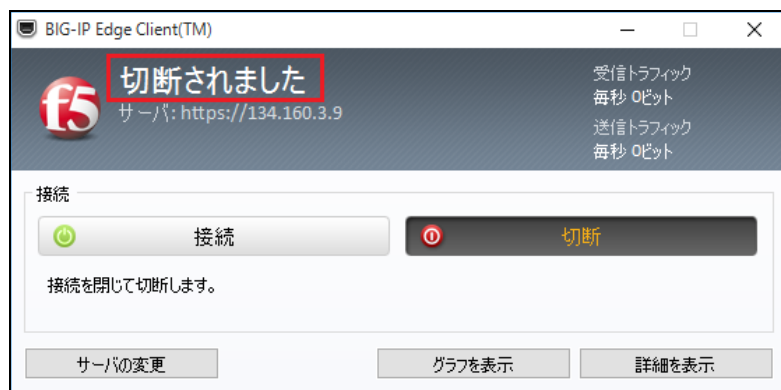 BIG-IP Edge Client(TM)
切断されました
サーバ: https://134.160.3.9
受信トラフィック
毎秒 0ビット
送信トラフィック
毎秒 0ビット
f5
接続
接続
切断
接続を閉じて切断します。
サーバの変更
グラフを表示
詳細を表示